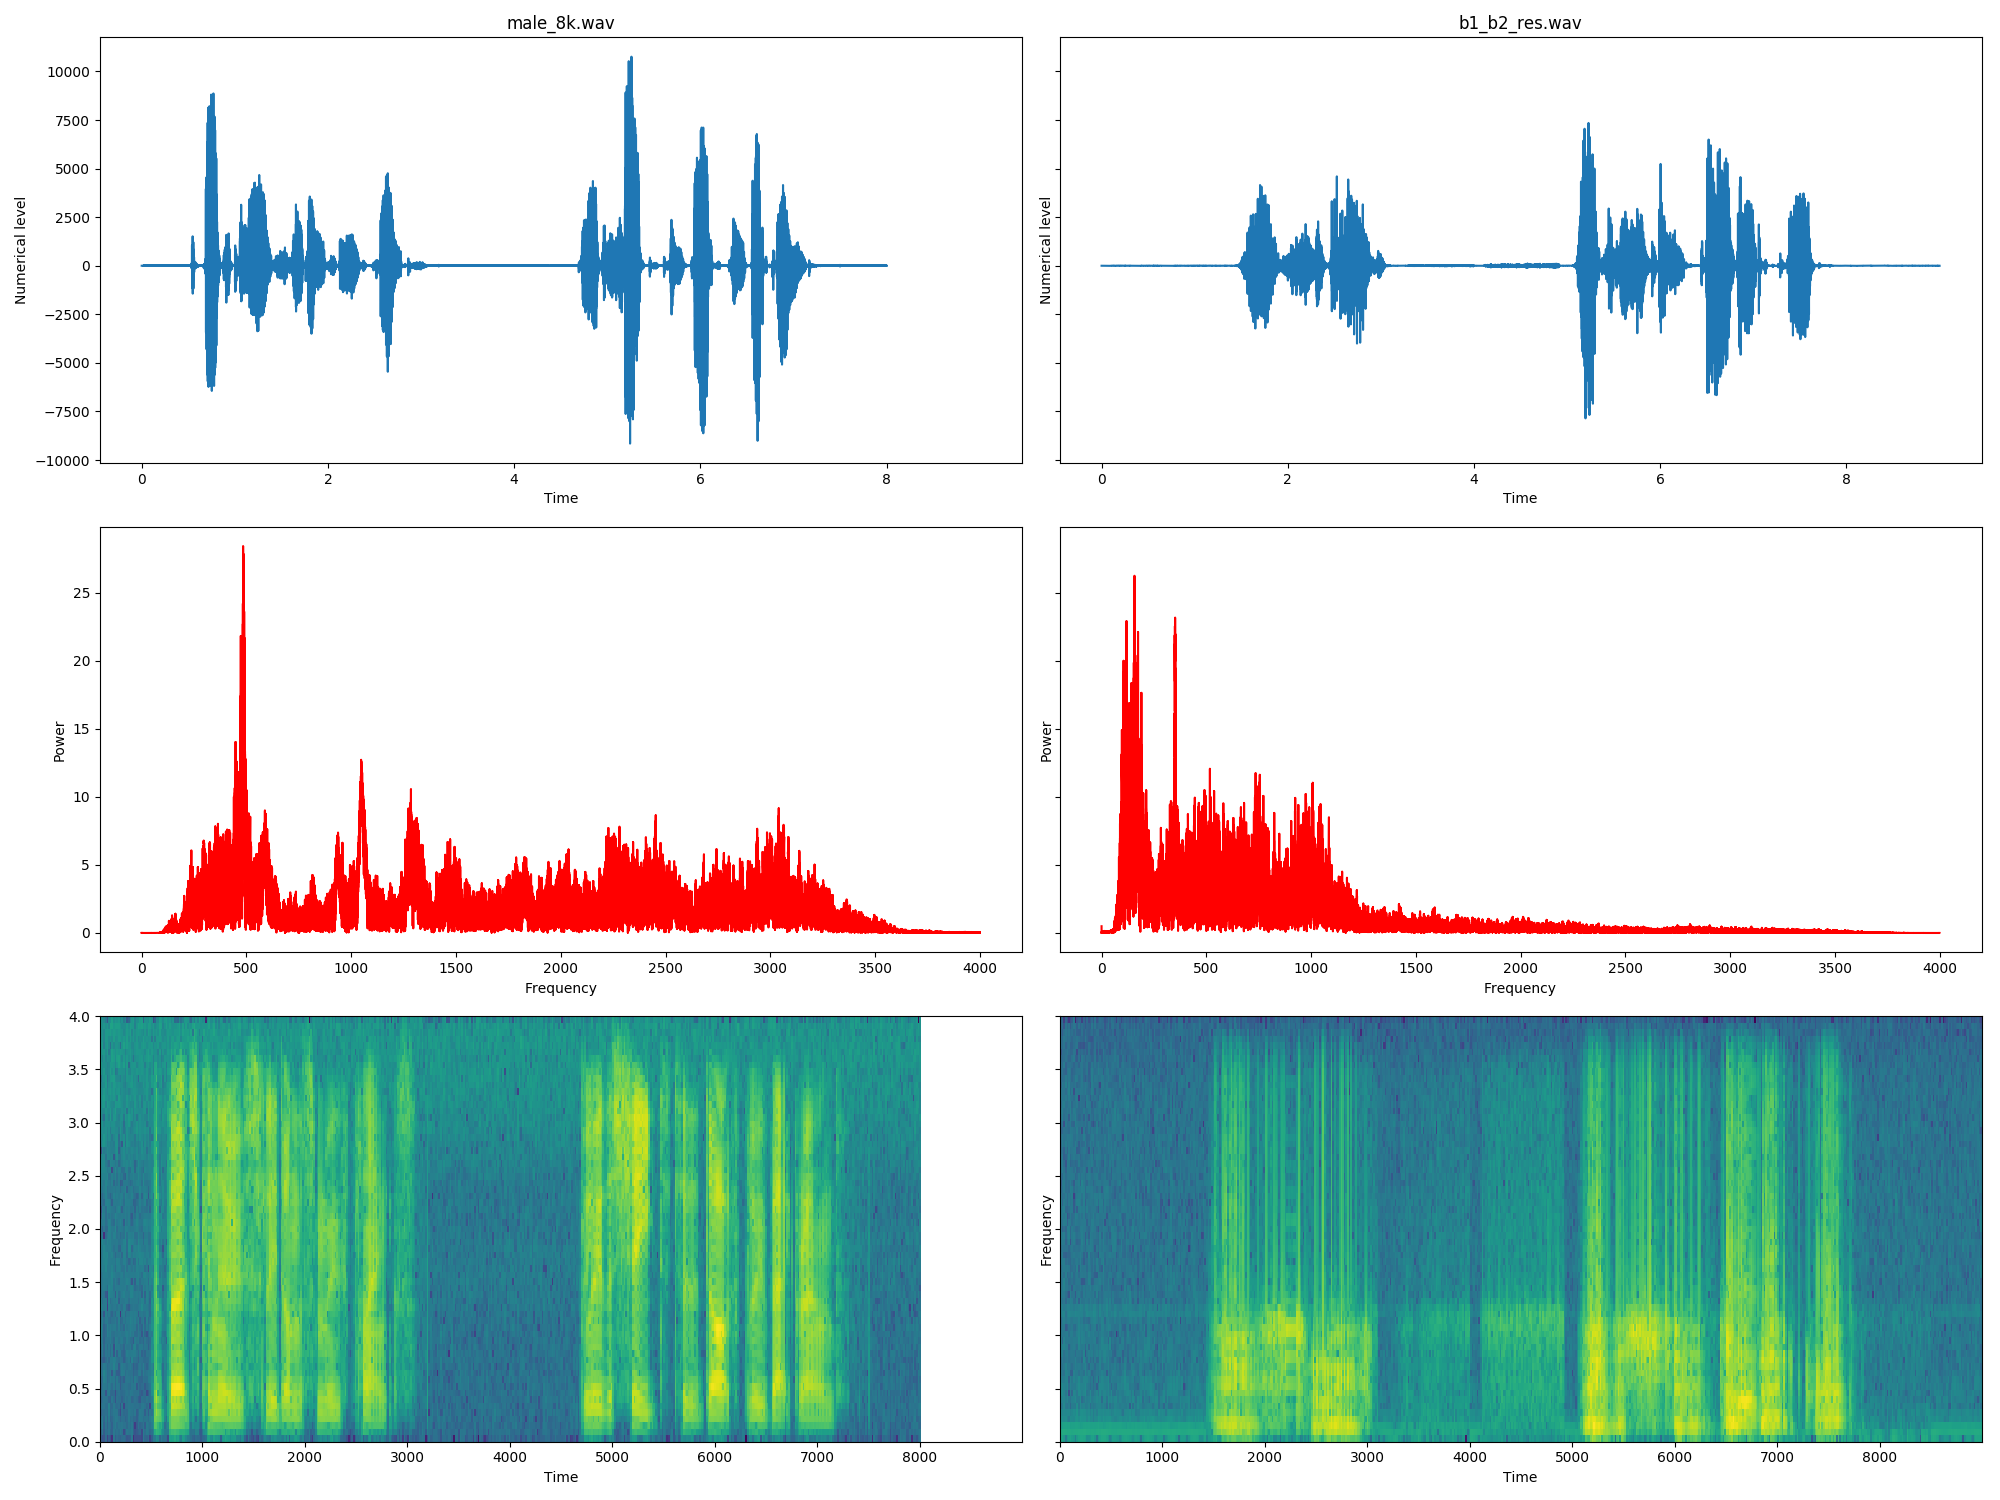 male_8k.wav b1_b2_res.wav
10000
7500
5000
2500
0
−2500
−5000
−7500
−10000
Numerical level Numerical level
0 2 4 6 8 0 2 4 6 8
Time Time
25
20
15
10
5
0
Power Power
0 500 1000 1500 2000 2500 3000 3500 4000 0 500 1000 1500 2000 2500 3000 3500 4000
Frequency Frequency
4.0
3.5
3.0
2.5
2.0
1.5
1.0
0.5
0.0
Frequency Frequency
0 1000 2000 3000 4000 5000 6000 7000 8000 0 1000 2000 3000 4000 5000 6000 7000 8000
Time Time